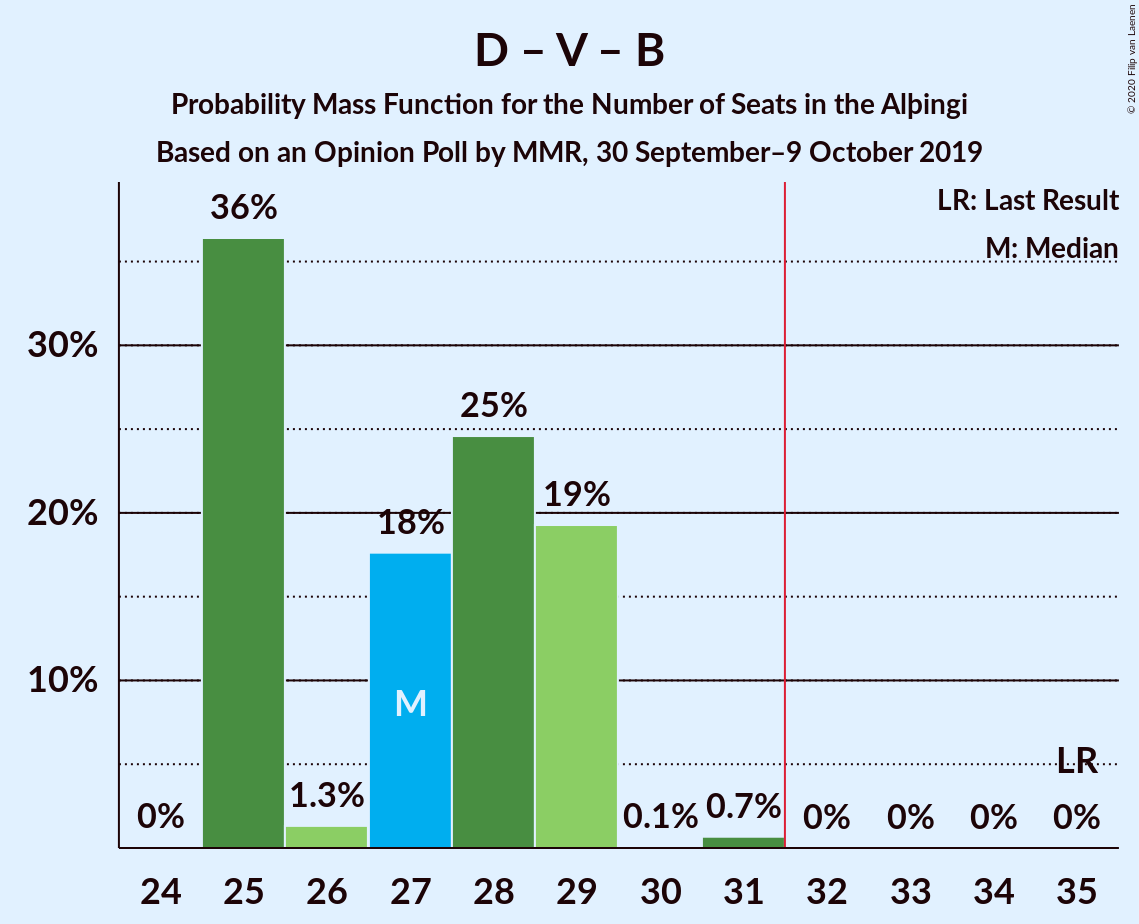 D – V – B
Probability Mass Function for the Number of Seats in the Alþingi
Based on an Opinion Poll by MMR, 30 September–9 October 2019
© 2020 Filip van Laenen
LR: Last Result
M: Median
36%
30%
25%
19%
20%
18%
10%
M
LR
0%
1.3%
0.1%
0.7%
0%
0%
0%
0%
24 25 26 27 28 29 30 31 32 33 34 35